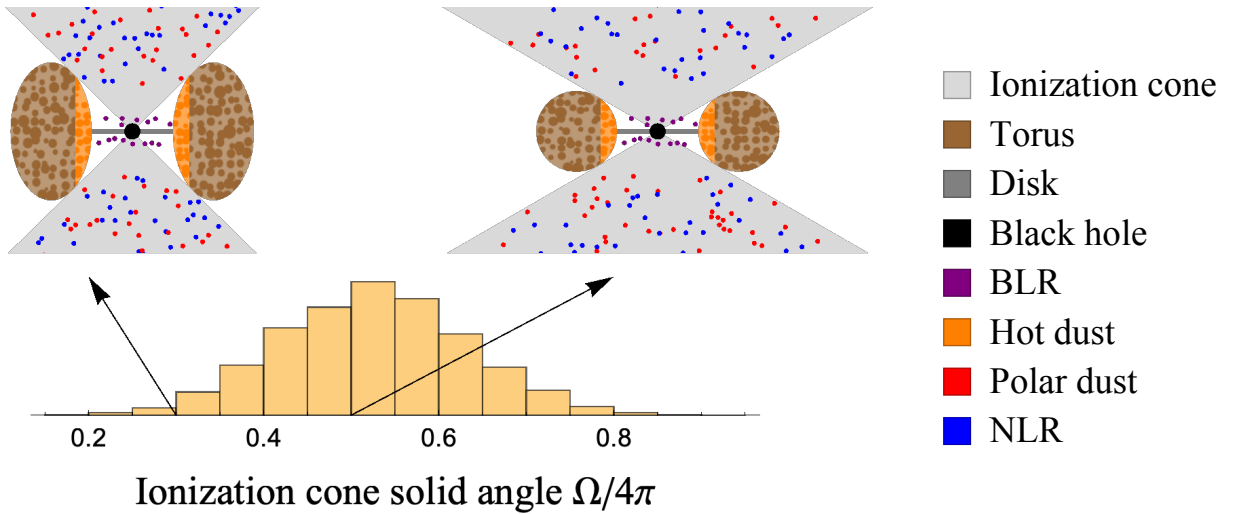 Ionization cone
Torus
Disk
Black hole
BLR
Hot dust
Polar dust
NLR
0.2 0.4 0.6 0.8
Ionization cone solid angle Ω/4π